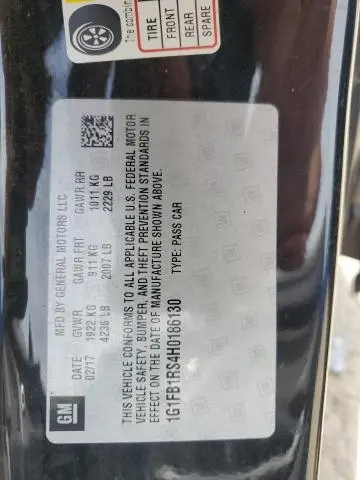 The combin
TIRE
FRONT
REAR
SPARE
GM
MFD BY GENERAL MOTORS LLC
DATE GVWR GAWR FRT GAWR RR
02/17 1922 KG 911 KG 1011 KG
4236 LB 2007 LB 2229 LB
THIS VEHICLE CONFORMS TO ALL APPLICABLE U.S. FEDERAL MOTOR
VEHICLE SAFETY, BUMPER, AND THEFT PREVENTION STANDARDS IN
EFFECT ON THE DATE OF MANUFACTURE SHOWN ABOVE.
TYPE: PASS CAR
1G1FB1RS4H0186130